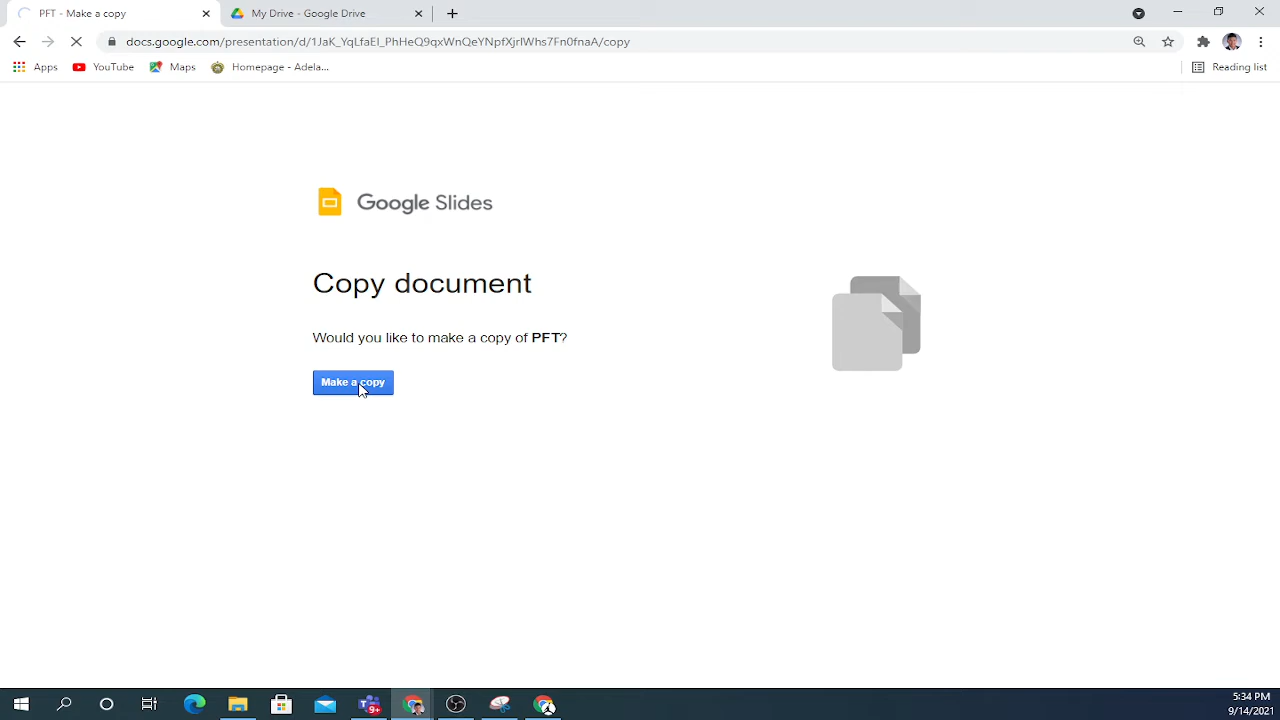 PFT - Make a copy
My Drive - Google Drive
docs.google.com/presentation/d/1JaK_YqLfaEl_PhHeQ9qxWnQeYNpfXjrlWhs7Fn0fnaA/copy
Apps
YouTube
Maps
Homepage - Adela...
Reading list
Google Slides
Copy document
Would you like to make a copy of PFT?
Make a copy
9+
5:34 PM
9/14/2021